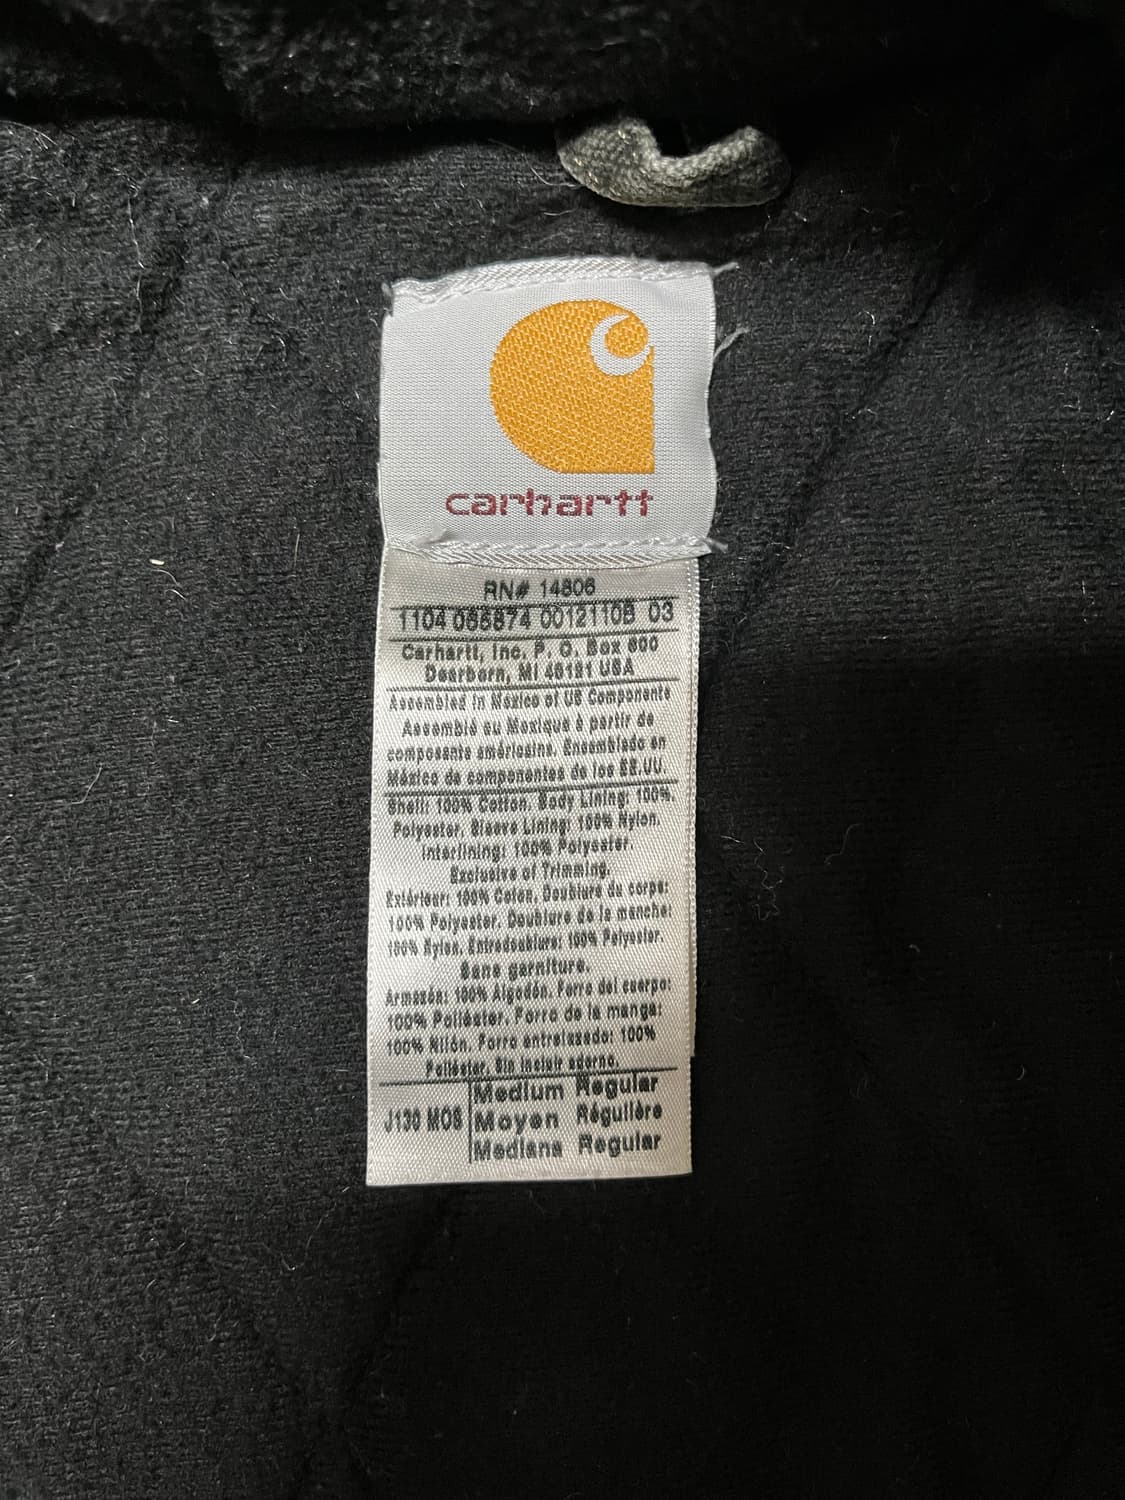 carhartt
RN# 14806
1104 066874 0012110B 03
Carhartt, Inc. P. O. Box 600
Dearborn, MI 48121 USA
Assembled in Mexico of US Components
Assemblé au Mexique à partir de
composants américains. Ensamblado en
México de componentes de los EE.UU.
Shell: 100% Cotton. Body Lining: 100%.
Polyester. Sleeve Lining: 100% Nylon.
Interlining: 100% Polyester.
Exclusive of Trimming.
Extérieur: 100% Coton. Doublure du corps:
100% Polyester. Doublure de la manche:
100% Nylon. Entredoublure: 100% Polyester.
Sans garniture.
Armazón: 100% Algodón. Forro del cuerpo:
100% Poliéster. Forro de la manga:
100% Nilón. Forro entrelazado: 100%
Poliéster. Sin incluir adorno.
J130 MOS
Medium Regular
Moyen Régulière
Mediana Regular